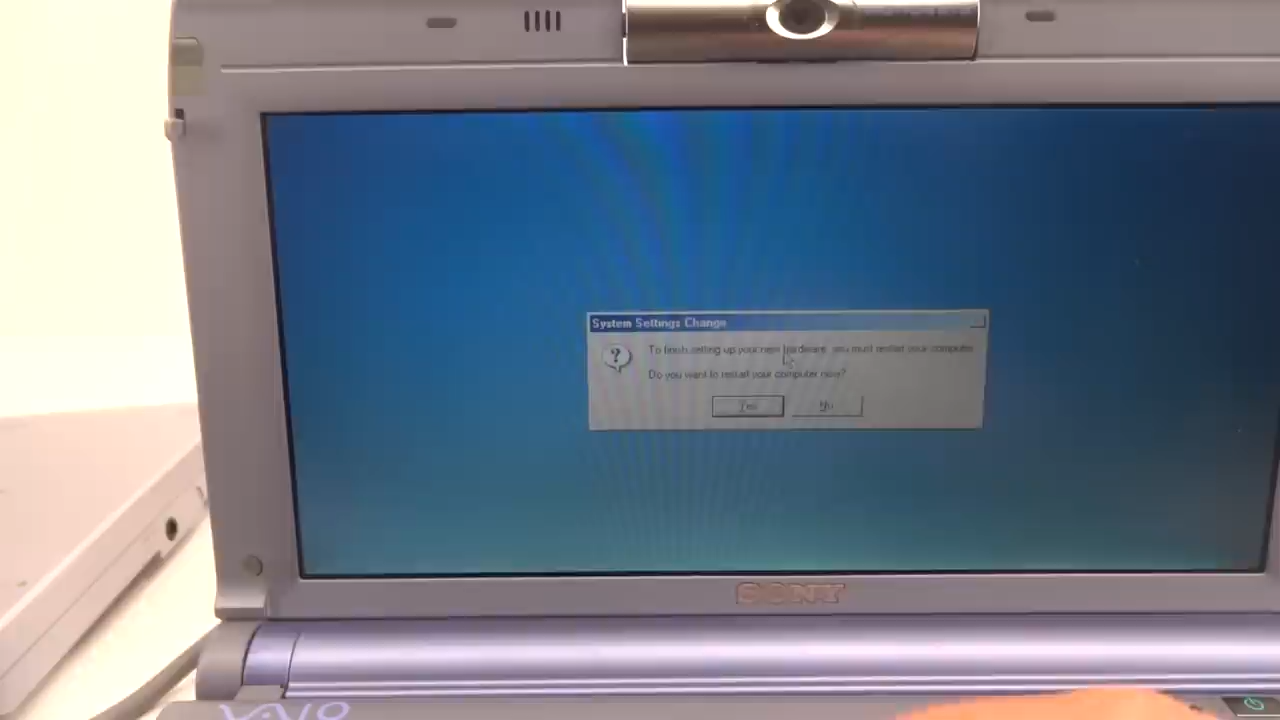 System Settings Change
To finish setting up your new hardware, you must restart your computer.
Do you want to restart your computer now?
Yes No
SONY
VAIO